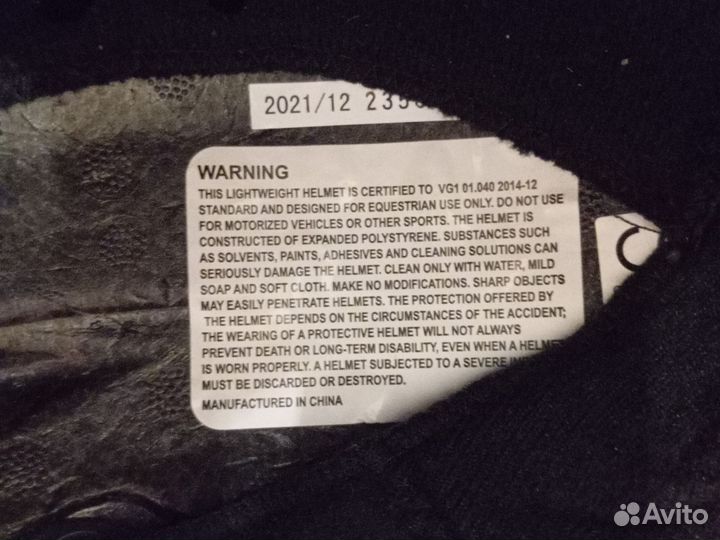 2021/12 235
WARNING
THIS LIGHTWEIGHT HELMET IS CERTIFIED TO VG1 01.040 2014-12
STANDARD AND DESIGNED FOR EQUESTRIAN USE ONLY. DO NOT USE
FOR MOTORIZED VEHICLES OR OTHER SPORTS. THE HELMET IS
CONSTRUCTED OF EXPANDED POLYSTYRENE. SUBSTANCES SUCH
AS SOLVENTS, PAINTS, ADHESIVES AND CLEANING SOLUTIONS CAN
SERIOUSLY DAMAGE THE HELMET. CLEAN ONLY WITH WATER, MILD
SOAP AND SOFT CLOTH. MAKE NO MODIFICATIONS. SHARP OBJECTS
MAY EASILY PENETRATE HELMETS. THE PROTECTION OFFERED BY
THE HELMET DEPENDS ON THE CIRCUMSTANCES OF THE ACCIDENT;
THE WEARING OF A PROTECTIVE HELMET WILL NOT ALWAYS
PREVENT DEATH OR LONG-TERM DISABILITY, EVEN WHEN A HELMET
IS WORN PROPERLY. A HELMET SUBJECTED TO A SEVERE
MUST BE DISCARDED OR DESTROYED.
MANUFACTURED IN CHINA
Avito